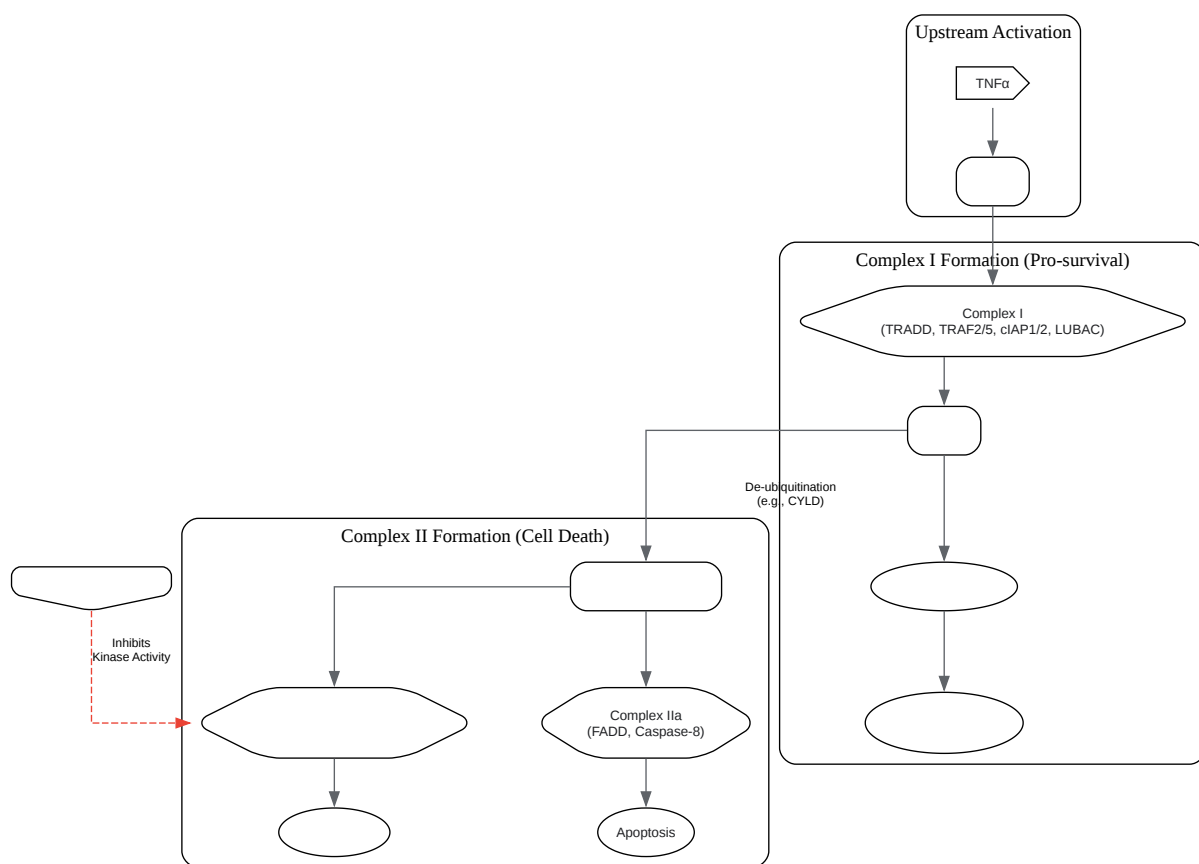 Upstream Activation
TNFα
Complex I Formation (Pro-survival)
Complex I
(TRADD, TRAF2/5, cIAP1/2, LUBAC)
De-ubiquitination
(e.g., CYLD)
Complex II Formation (Cell Death)
Inhibits
Kinase Activity
Complex IIa
(FADD, Caspase-8)
Apoptosis